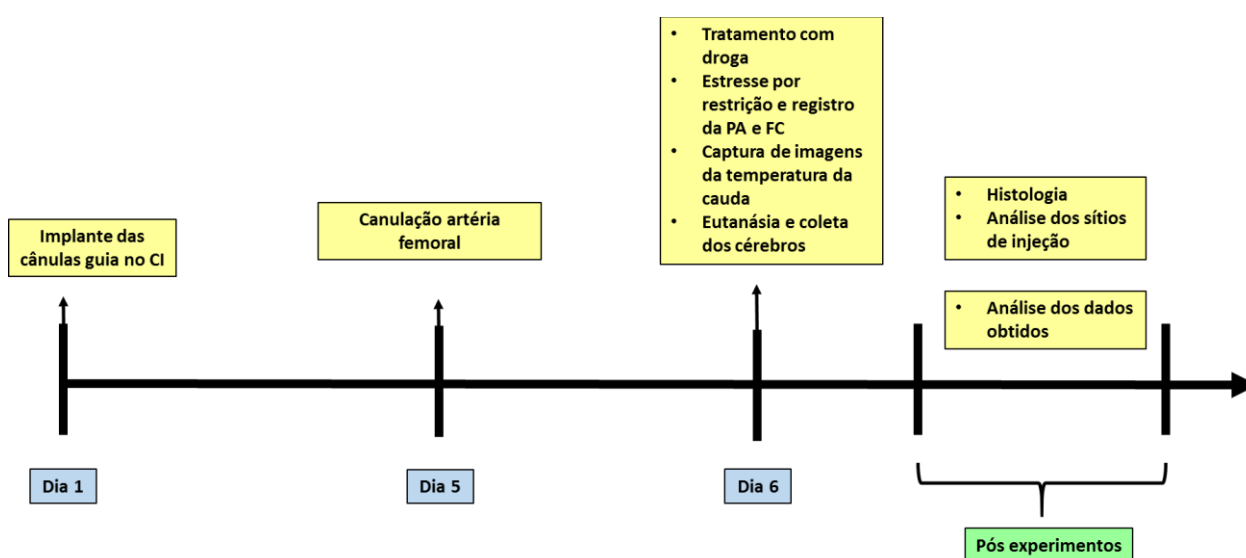 Implante das
cânulas guia no CI
Canulação artéria
femoral
• Tratamento com
droga
• Estresse por
restrição e registro
da PA e FC
• Captura de imagens
da temperatura da
cauda
• Eutanásia e coleta
dos cérebros
• Histologia
• Análise dos sítios
de injeção
• Análise dos dados
obtidos
Dia 1
Dia 5
Dia 6
Pós experimentos